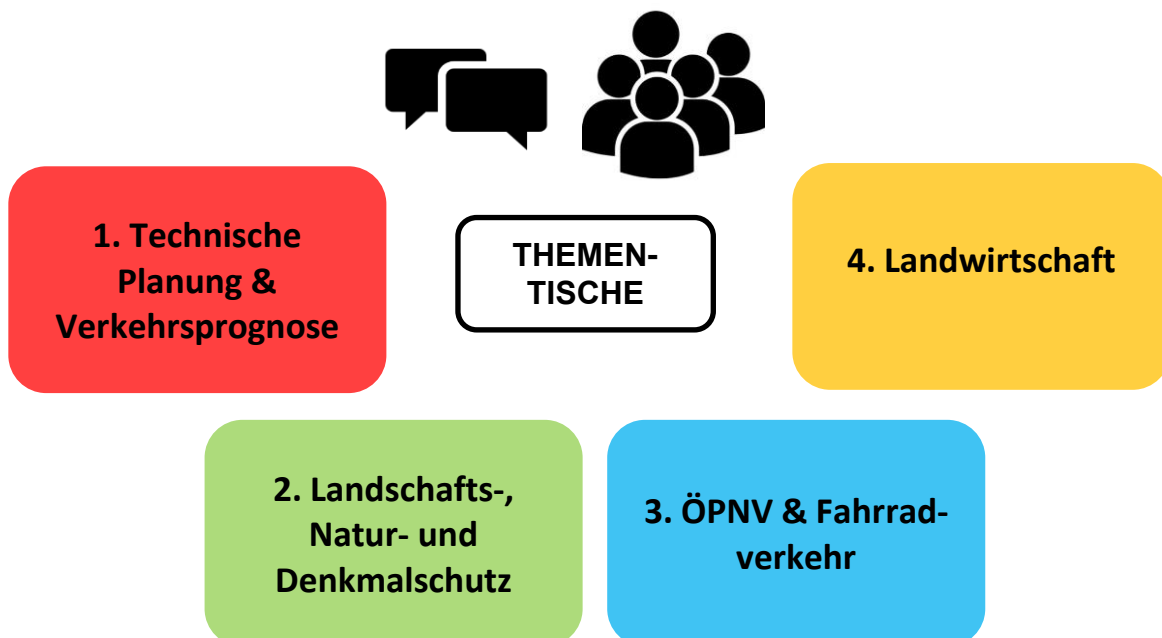 THEMEN-
TISCHE
1. Technische
Planung &
Verkehrsprognose
2. Landschafts-,
Natur- und
Denkmalschutz
3. ÖPNV & Fahrrad-
verkehr
4. Landwirtschaft